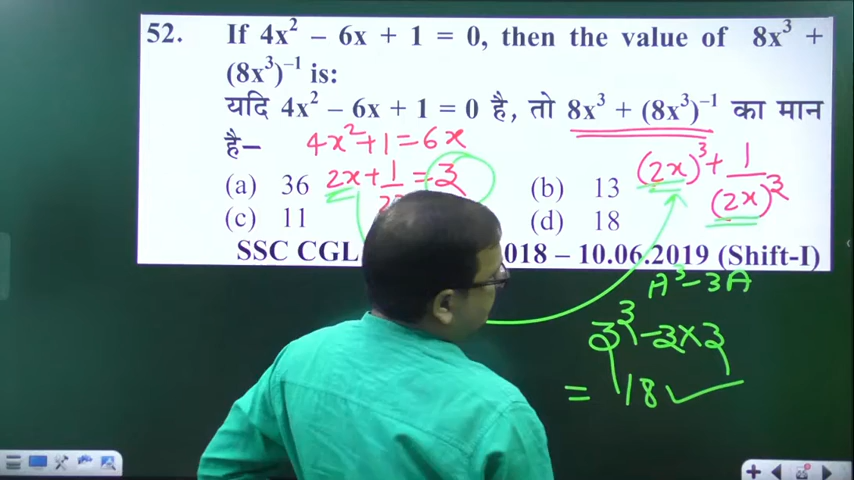 52. If 4x² – 6x + 1 = 0, then the value of 8x³ +
(8x³)⁻¹ is:
यदि 4x² – 6x + 1 = 0 है, तो 8x³ + (8x³)⁻¹ का मान
है–
4x²+1=6x
2x+1/2x=3
(2x)³+1/(2x)³
(a) 36 (b) 13
(c) 11 (d) 18
SSC CGL 018 – 10.06.2019 (Shift-I)
A³-3A
3³-3×3
= 18